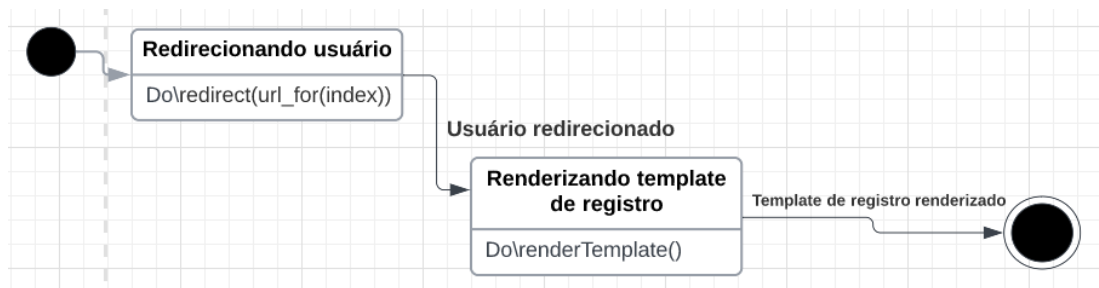 Redirecionando usuário
Do\redirect(url_for(index))
Usuário redirecionado
Renderizando template
de registro
Do\renderTemplate()
Template de registro renderizado